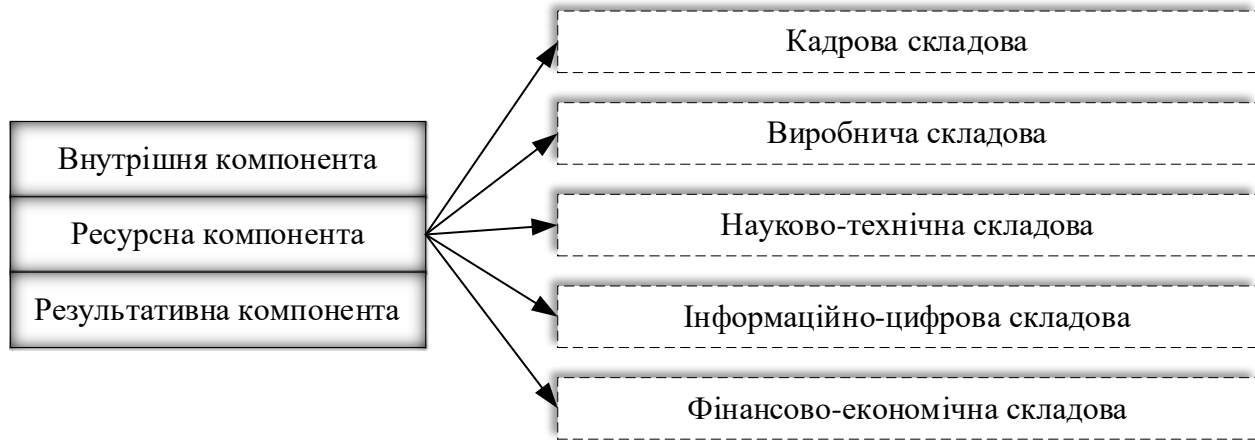 Внутрішня компонента
Ресурсна компонента
Результативна компонента
Кадрова складова
Виробнича складова
Науково-технічна складова
Інформаційно-цифрова складова
Фінансово-економічна складова